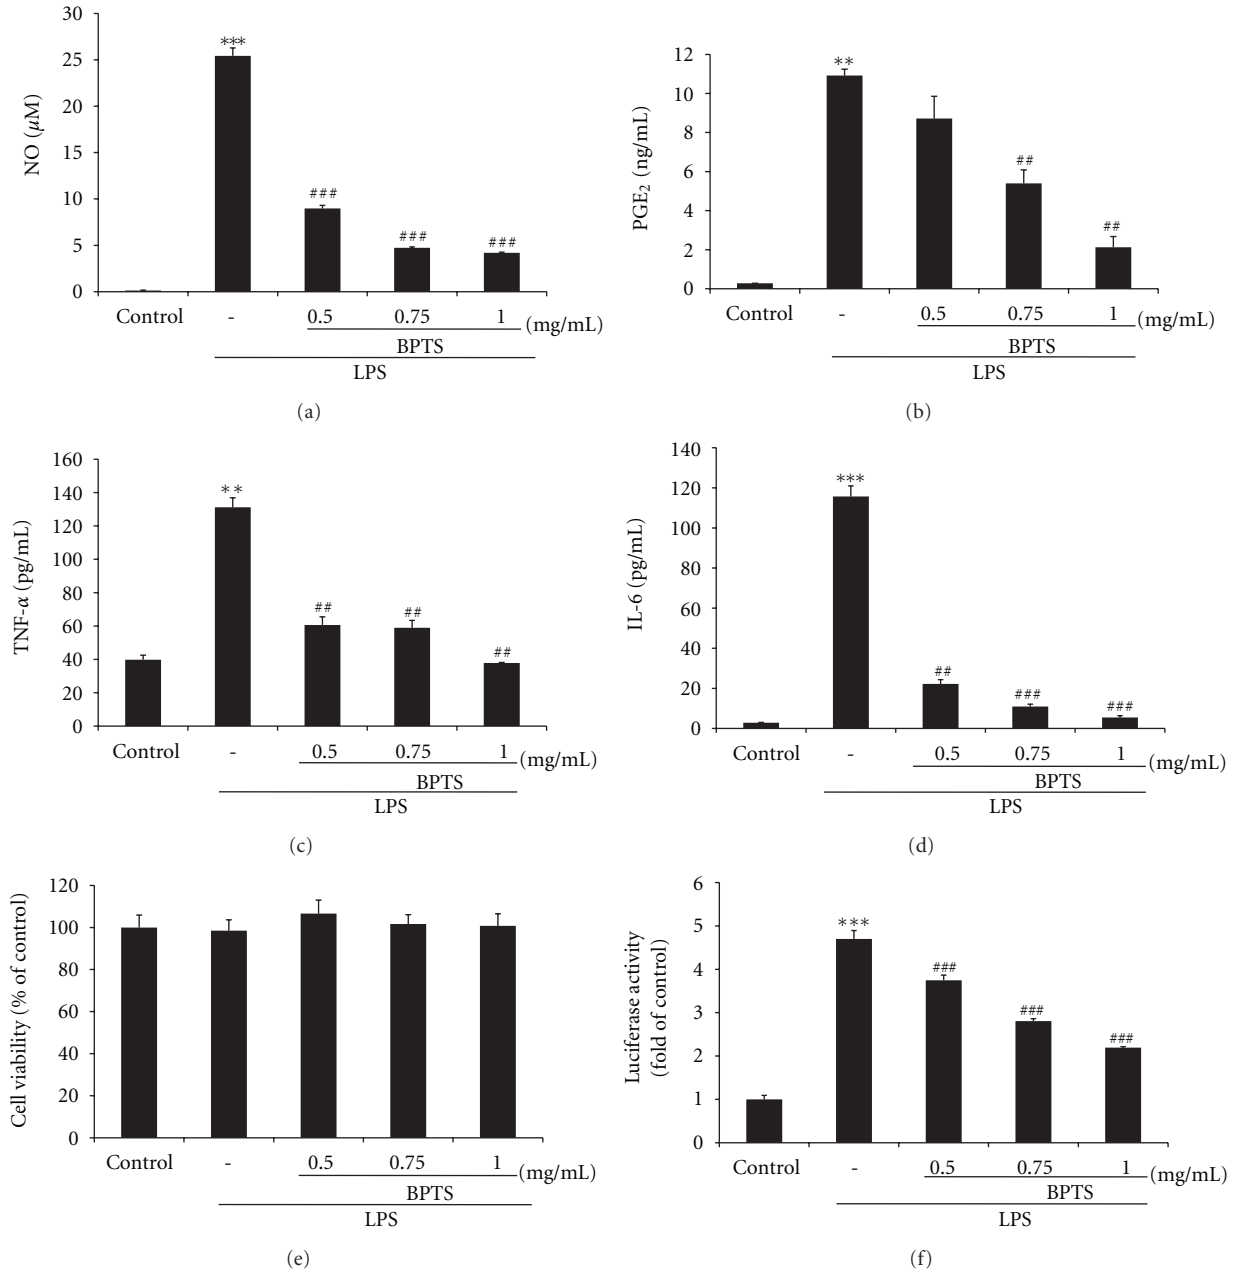 30
25
20
15
10
5
0
NO (µM)
***
###
###
###
Control
-
0.5
0.75
1
(mg/mL)
BPTS
LPS
(a)
12
10
8
6
4
2
0
PGE2 (ng/mL)
**
##
##
Control
-
0.5
0.75
1
(mg/mL)
BPTS
LPS
(b)
160
140
120
100
80
60
40
20
0
TNF-α (pg/mL)
**
##
##
##
Control
-
0.5
0.75
1
(mg/mL)
BPTS
LPS
(c)
140
120
100
80
60
40
20
0
IL-6 (pg/mL)
***
##
###
###
Control
-
0.5
0.75
1
(mg/mL)
BPTS
LPS
(d)
120
100
80
60
40
20
0
Cell viability (% of control)
Control
-
0.5
0.75
1
(mg/mL)
BPTS
LPS
(e)
6
5
4
3
2
1
0
Luciferase activity
(fold of control)
***
###
###
###
Control
-
0.5
0.75
1
(mg/mL)
BPTS
LPS
(f)